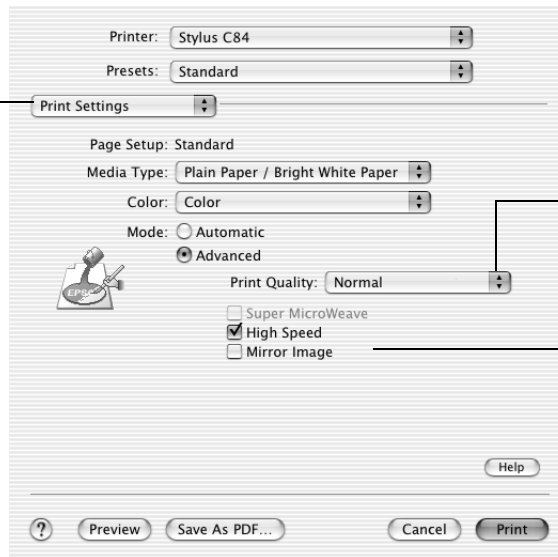 Printer: Stylus C84
Presets: Standard
Print Settings
Page Setup: Standard
Media Type: Plain Paper / Bright White Paper
Color: Color
Mode: Automatic
Advanced
EPSO
Print Quality: Normal
Super MicroWeave
High Speed
Mirror Image
Help
? Preview Save As PDF... Cancel Print